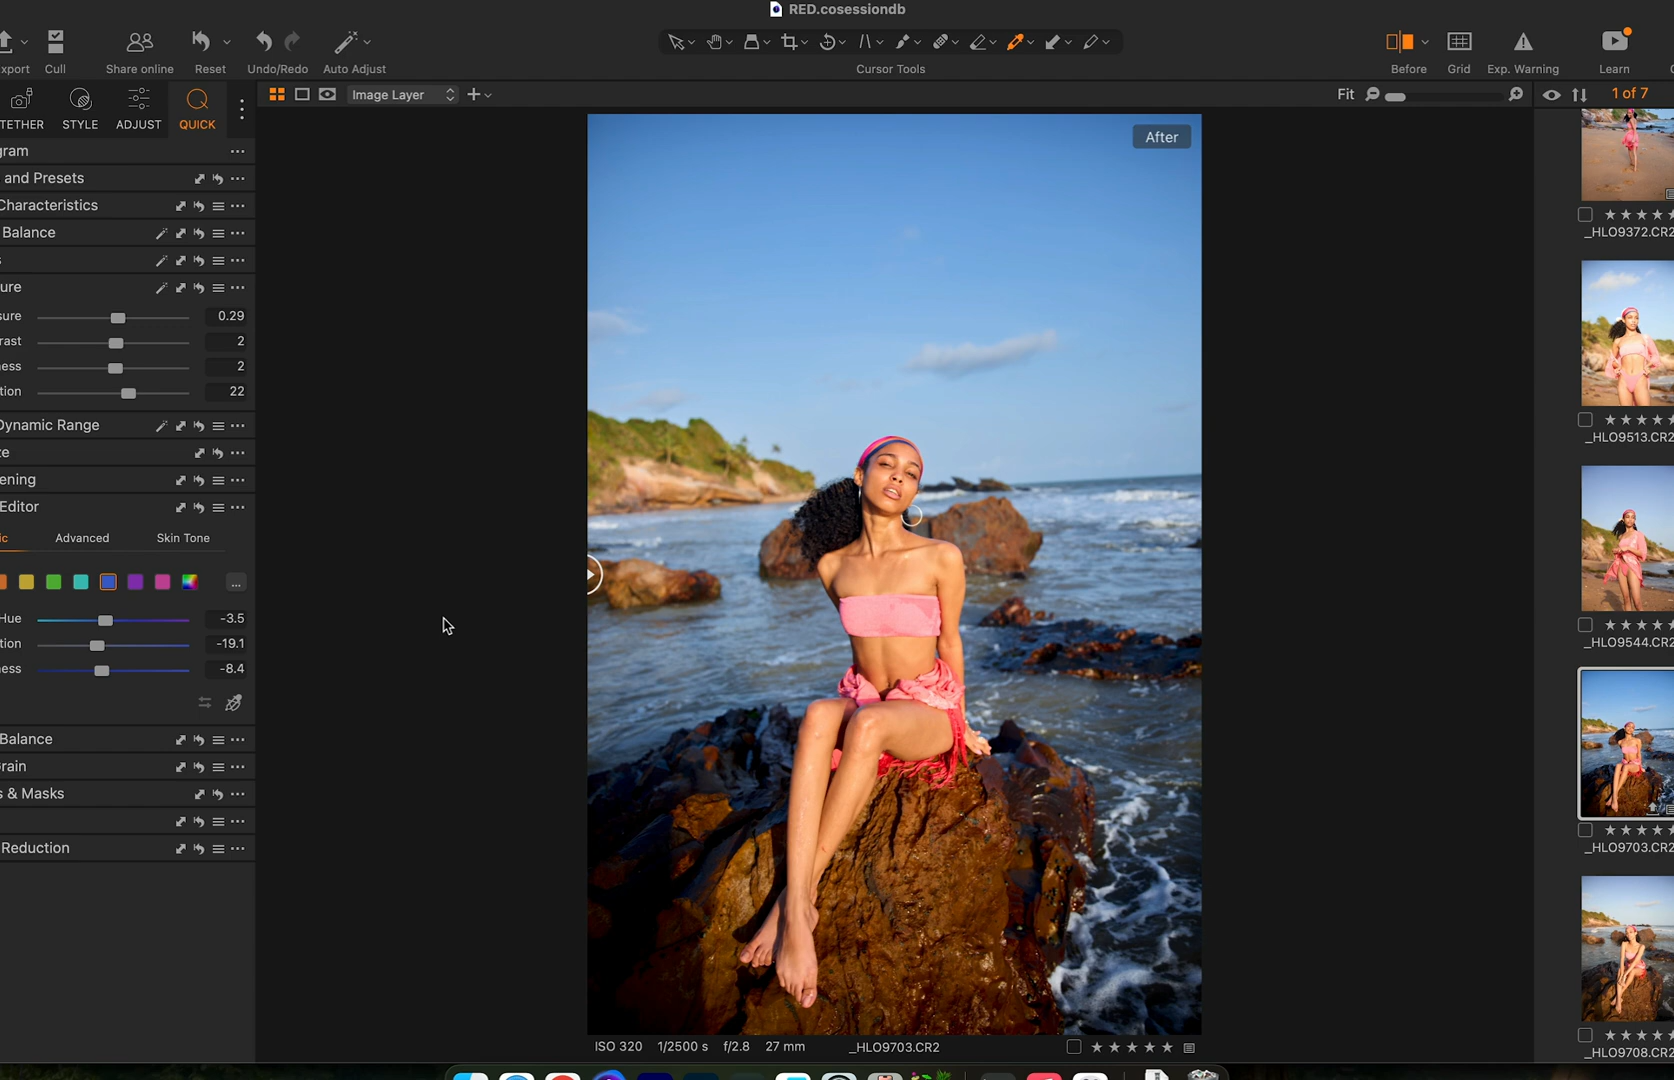 RED.cosessiondb
xport
Cull
Share online
Reset
Undo/Redo
Auto Adjust
Cursor Tools
Before
Grid
Exp. Warning
Learn
TETHER
STYLE
ADJUST
QUICK
Image Layer
Fit
1 of 7
gram
and Presets
Characteristics
Balance
s
ure
sure 0.29
rast 2
ess 2
tion 22
Dynamic Range
ze
ening
Editor
ic Advanced Skin Tone
...
Hue -3.5
tion -19.1
ness -8.4
Balance
rain
s & Masks
Reduction
After
ISO 320 1/2500 s f/2.8 27 mm _HLO9703.CR2
_HLO9372.CR2
_HLO9513.CR2
_HLO9544.CR2
_HLO9703.CR2
_HLO9708.CR2